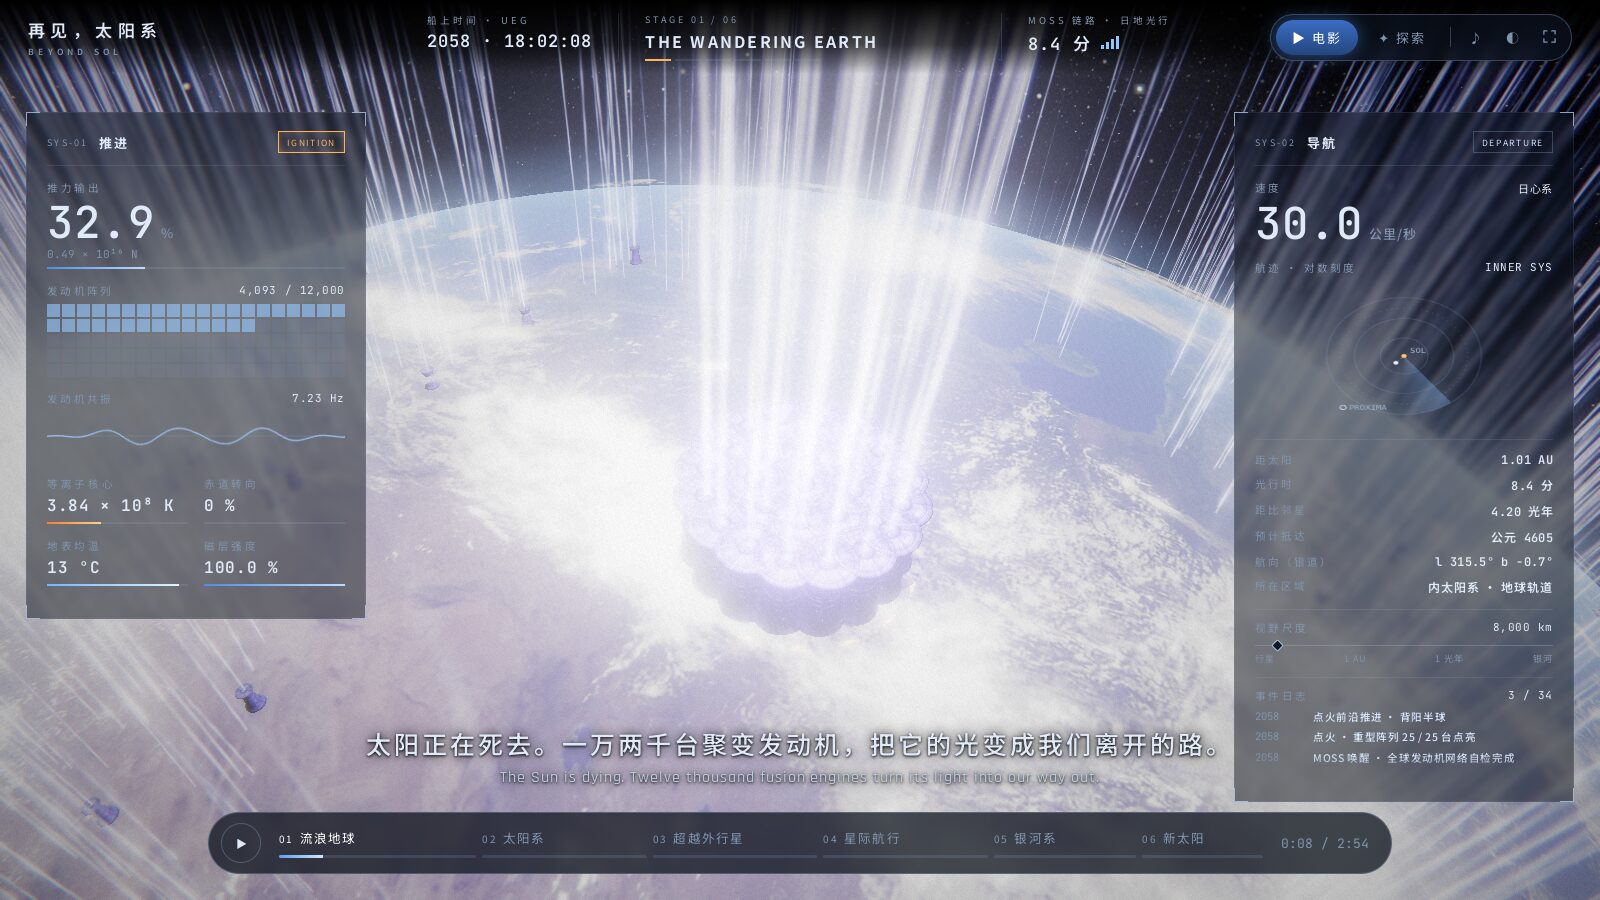 再见，太阳系
BEYOND SOL
船上时间 · UEG
2058 · 18:02:08
STAGE 01 / 06
THE WANDERING EARTH
MOSS 链路 · 日地光行
8.4 分
▶ 电影
✦ 探索
SYS-01 推进
IGNITION
推力输出
32.9 %
0.49 × 10¹⁶ N
发动机阵列
4,093 / 12,000
发动机共振
7.23 Hz
等离子核心
3.84 × 10⁸ K
赤道转向
0 %
地表均温
13 °C
磁层强度
100.0 %
SYS-02 导航
DEPARTURE
速度
日心系
30.0 公里/秒
航迹 · 对数刻度
INNER SYS
SOL
PROXIMA
距太阳
1.01 AU
光行时
8.4 分
距比邻星
4.20 光年
预计抵达
公元 4605
航向（银道）
l 315.5° b -0.7°
所在区域
内太阳系 · 地球轨道
视野尺度
8,000 km
行星 1 AU 1 光年 银河
事件日志
3 / 34
2058 点火前沿推进 · 背阳半球
2058 点火 · 重型阵列 25/25 台点亮
2058 MOSS 唤醒 · 全球发动机网络自检完成
太阳正在死去。一万两千台聚变发动机，把它的光变成我们离开的路。
The Sun is dying. Twelve thousand fusion engines turn its light into our way out.
01 流浪地球
02 太阳系
03 超越外行星
04 星际航行
05 银河系
06 新太阳
0:08 / 2:54